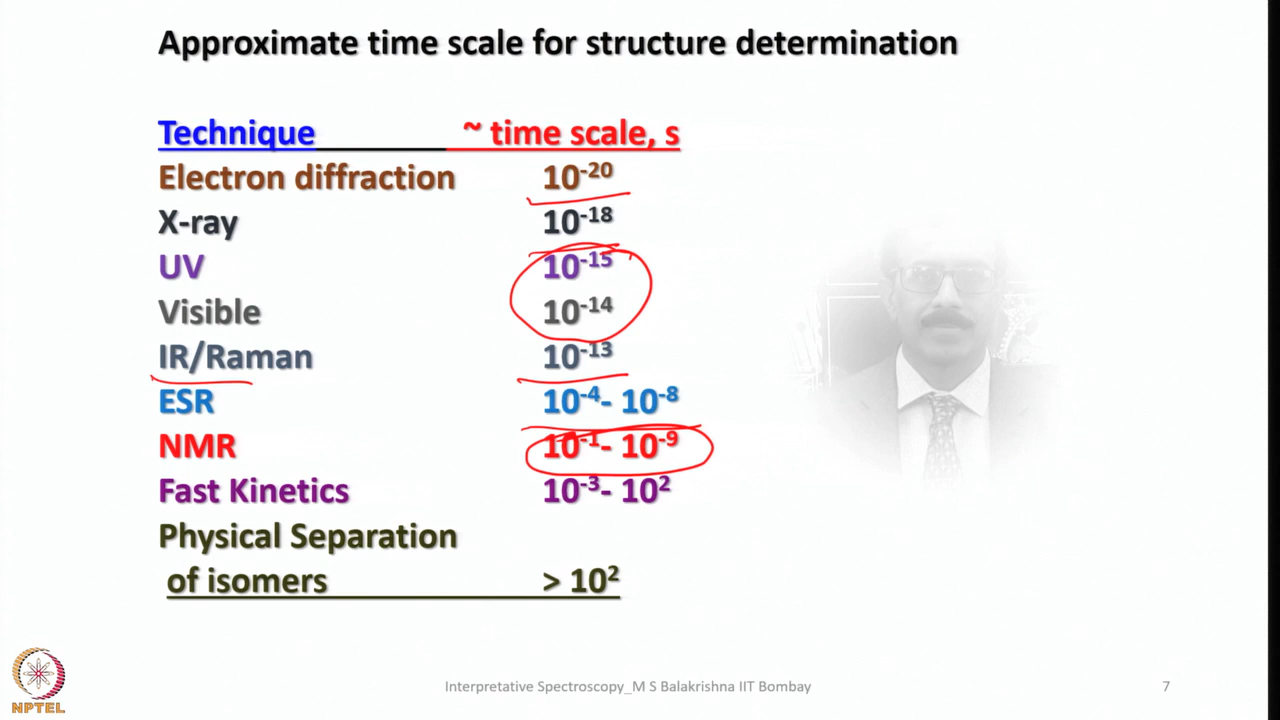 Approximate time scale for structure determination
Technique ~ time scale, s
Electron diffraction 10⁻²⁰
X-ray 10⁻¹⁸
UV 10⁻¹⁵
Visible 10⁻¹⁴
IR/Raman 10⁻¹³
ESR 10⁻⁴- 10⁻⁸
NMR 10⁻¹- 10⁻⁹
Fast Kinetics 10⁻³- 10²
Physical Separation
of isomers > 10²
NPTEL
Interpretative Spectroscopy_M S Balakrishna IIT Bombay 7